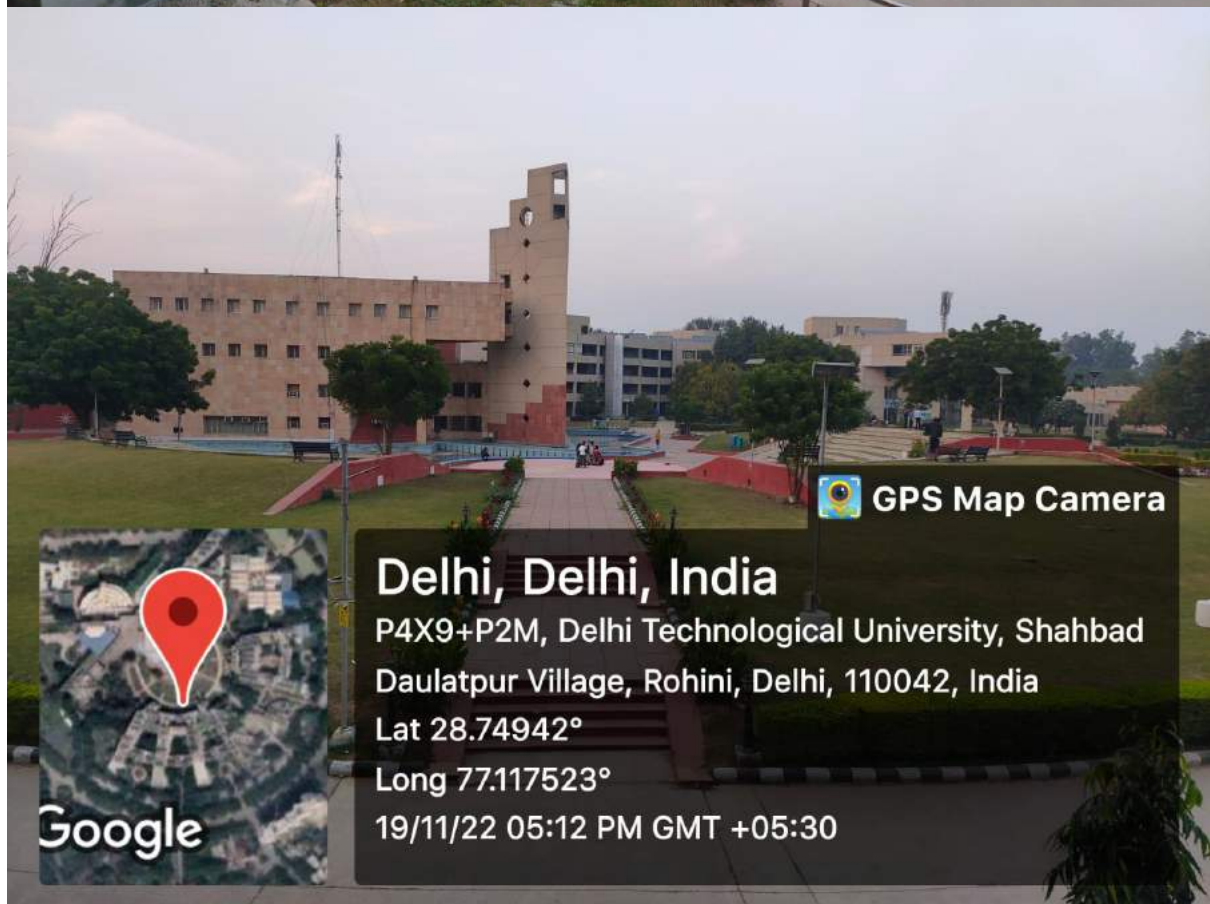 GPS Map Camera
Delhi, Delhi, India
P4X9+P2M, Delhi Technological University, Shahbad
Daulatpur Village, Rohini, Delhi, 110042, India
Lat 28.74942°
Long 77.117523°
19/11/22 05:12 PM GMT +05:30
Google